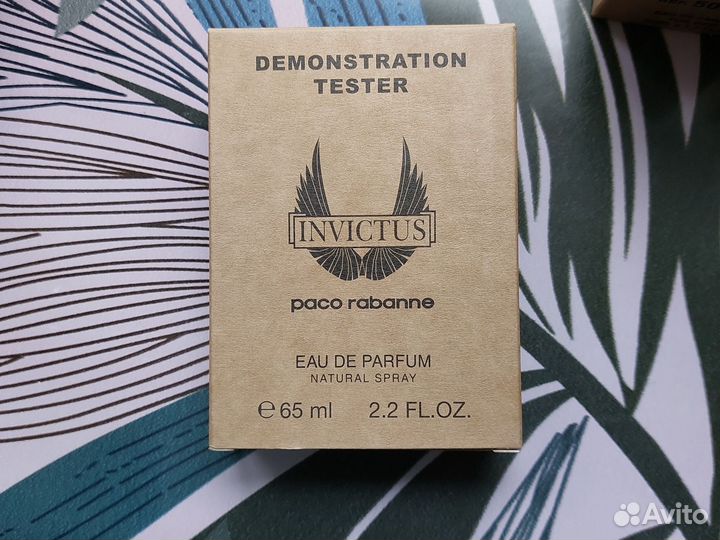 DEMONSTRATION
TESTER
INVICTUS
paco rabanne
EAU DE PARFUM
NATURAL SPRAY
℮ 65 ml 2.2 FL.OZ.
Avito